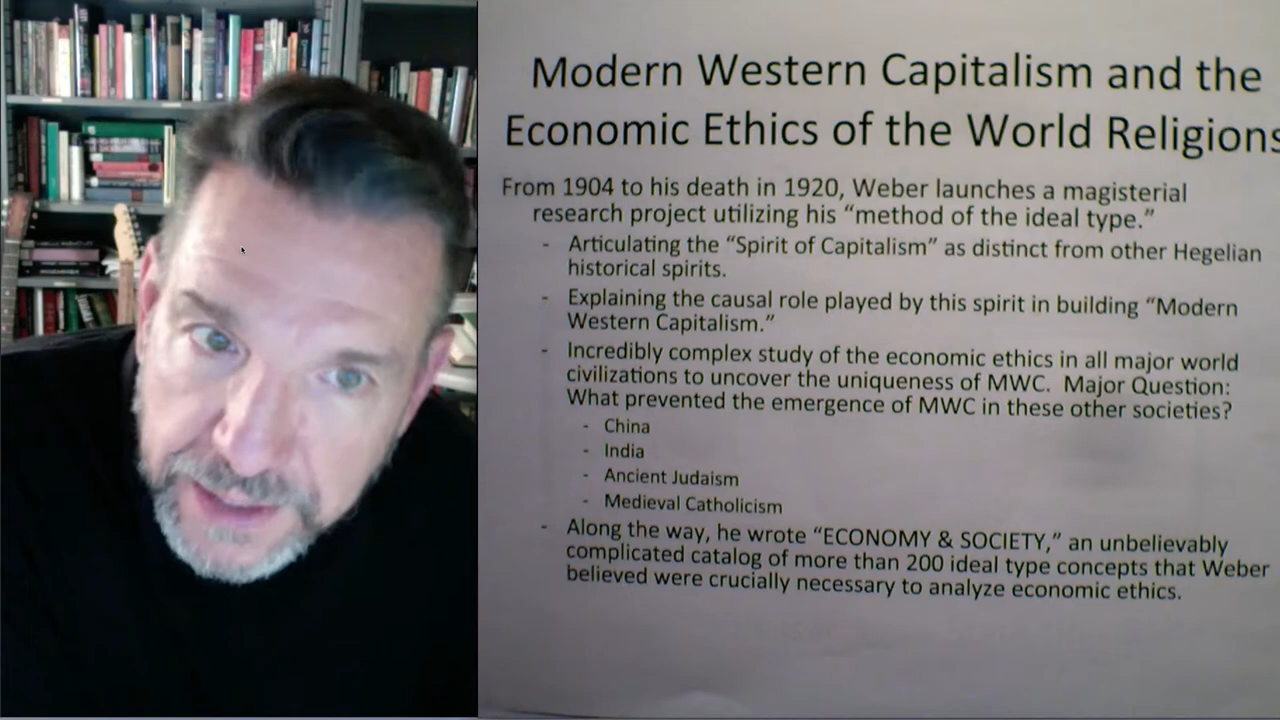 Modern Western Capitalism and the
Economic Ethics of the World Religions
From 1904 to his death in 1920, Weber launches a magisterial
research project utilizing his “method of the ideal type.”
- Articulating the “Spirit of Capitalism” as distinct from other Hegelian
historical spirits.
- Explaining the causal role played by this spirit in building “Modern
Western Capitalism.”
- Incredibly complex study of the economic ethics in all major world
civilizations to uncover the uniqueness of MWC. Major Question:
What prevented the emergence of MWC in these other societies?
- China
- India
- Ancient Judaism
- Medieval Catholicism
- Along the way, he wrote “ECONOMY & SOCIETY,” an unbelievably
complicated catalog of more than 200 ideal type concepts that Weber
believed were crucially necessary to analyze economic ethics.